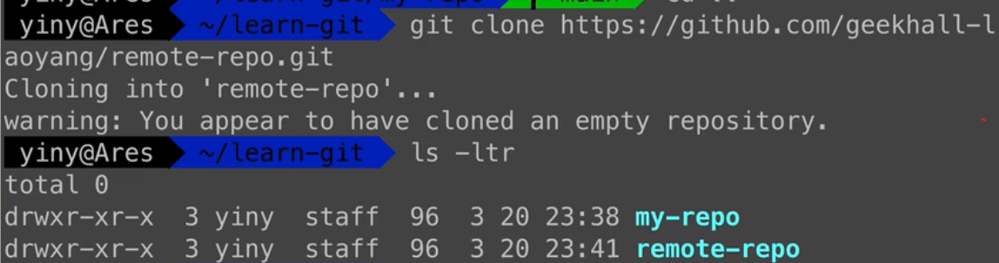 yiny@Ares ~/learn-git git clone https://github.com/geekhall-l
aoyang/remote-repo.git
Cloning into 'remote-repo'...
warning: You appear to have cloned an empty repository.
yiny@Ares ~/learn-git ls -ltr
total 0
drwxr-xr-x 3 yiny staff 96 3 20 23:38 my-repo
drwxr-xr-x 3 yiny staff 96 3 20 23:41 remote-repo